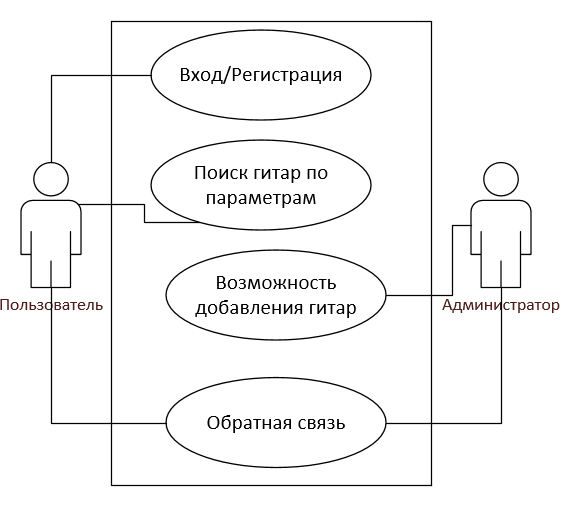 Вход/Регистрация
Поиск гитар по
параметрам
Возможность
добавления гитар
Пользователь
Администратор
Обратная связь